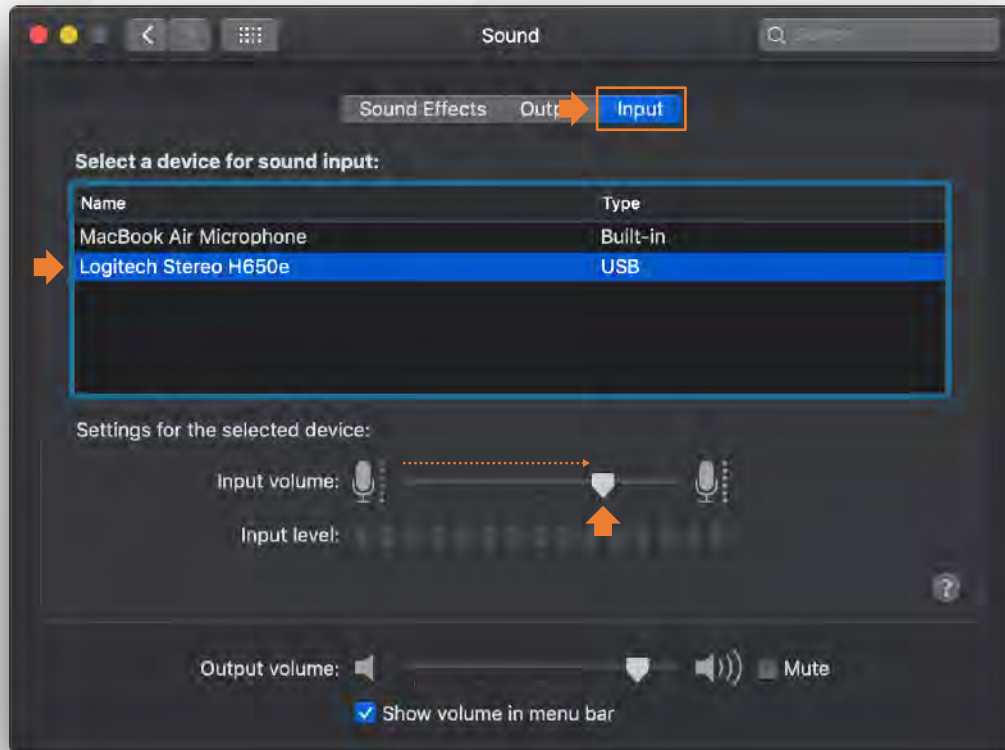 Sound
Sound Effects Outp Input
Select a device for sound input:
Name Type
MacBook Air Microphone Built-in
Logitech Stereo H650e USB
Settings for the selected device:
Input volume:
Input level:
?
Output volume: Mute
Show volume in menu bar